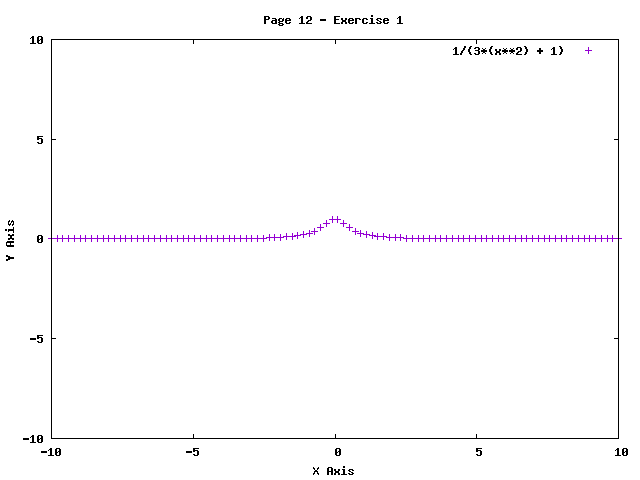 Page 12 - Exercise 1
10
1/(3*(x**2) + 1)
5
0
Y Axis
-5
-10
-10 -5 0 5 10
X Axis